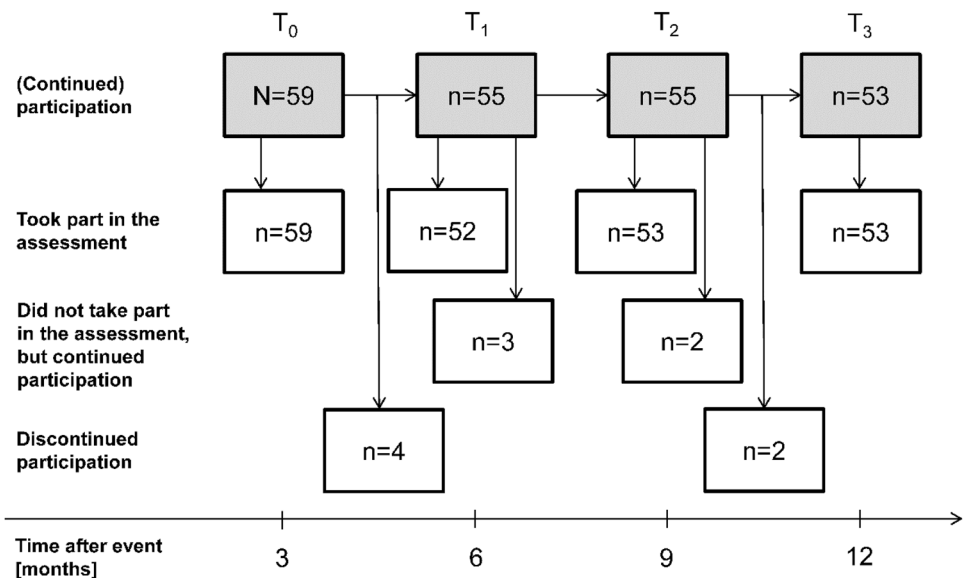 T0 T1 T2 T3
(Continued)
participation
N=59 n=55 n=55 n=53
Took part in the
assessment
n=59 n=52 n=53 n=53
Did not take part
in the assessment,
but continued
participation
n=3 n=2
Discontinued
participation
n=4 n=2
Time after event
[months]
3 6 9 12